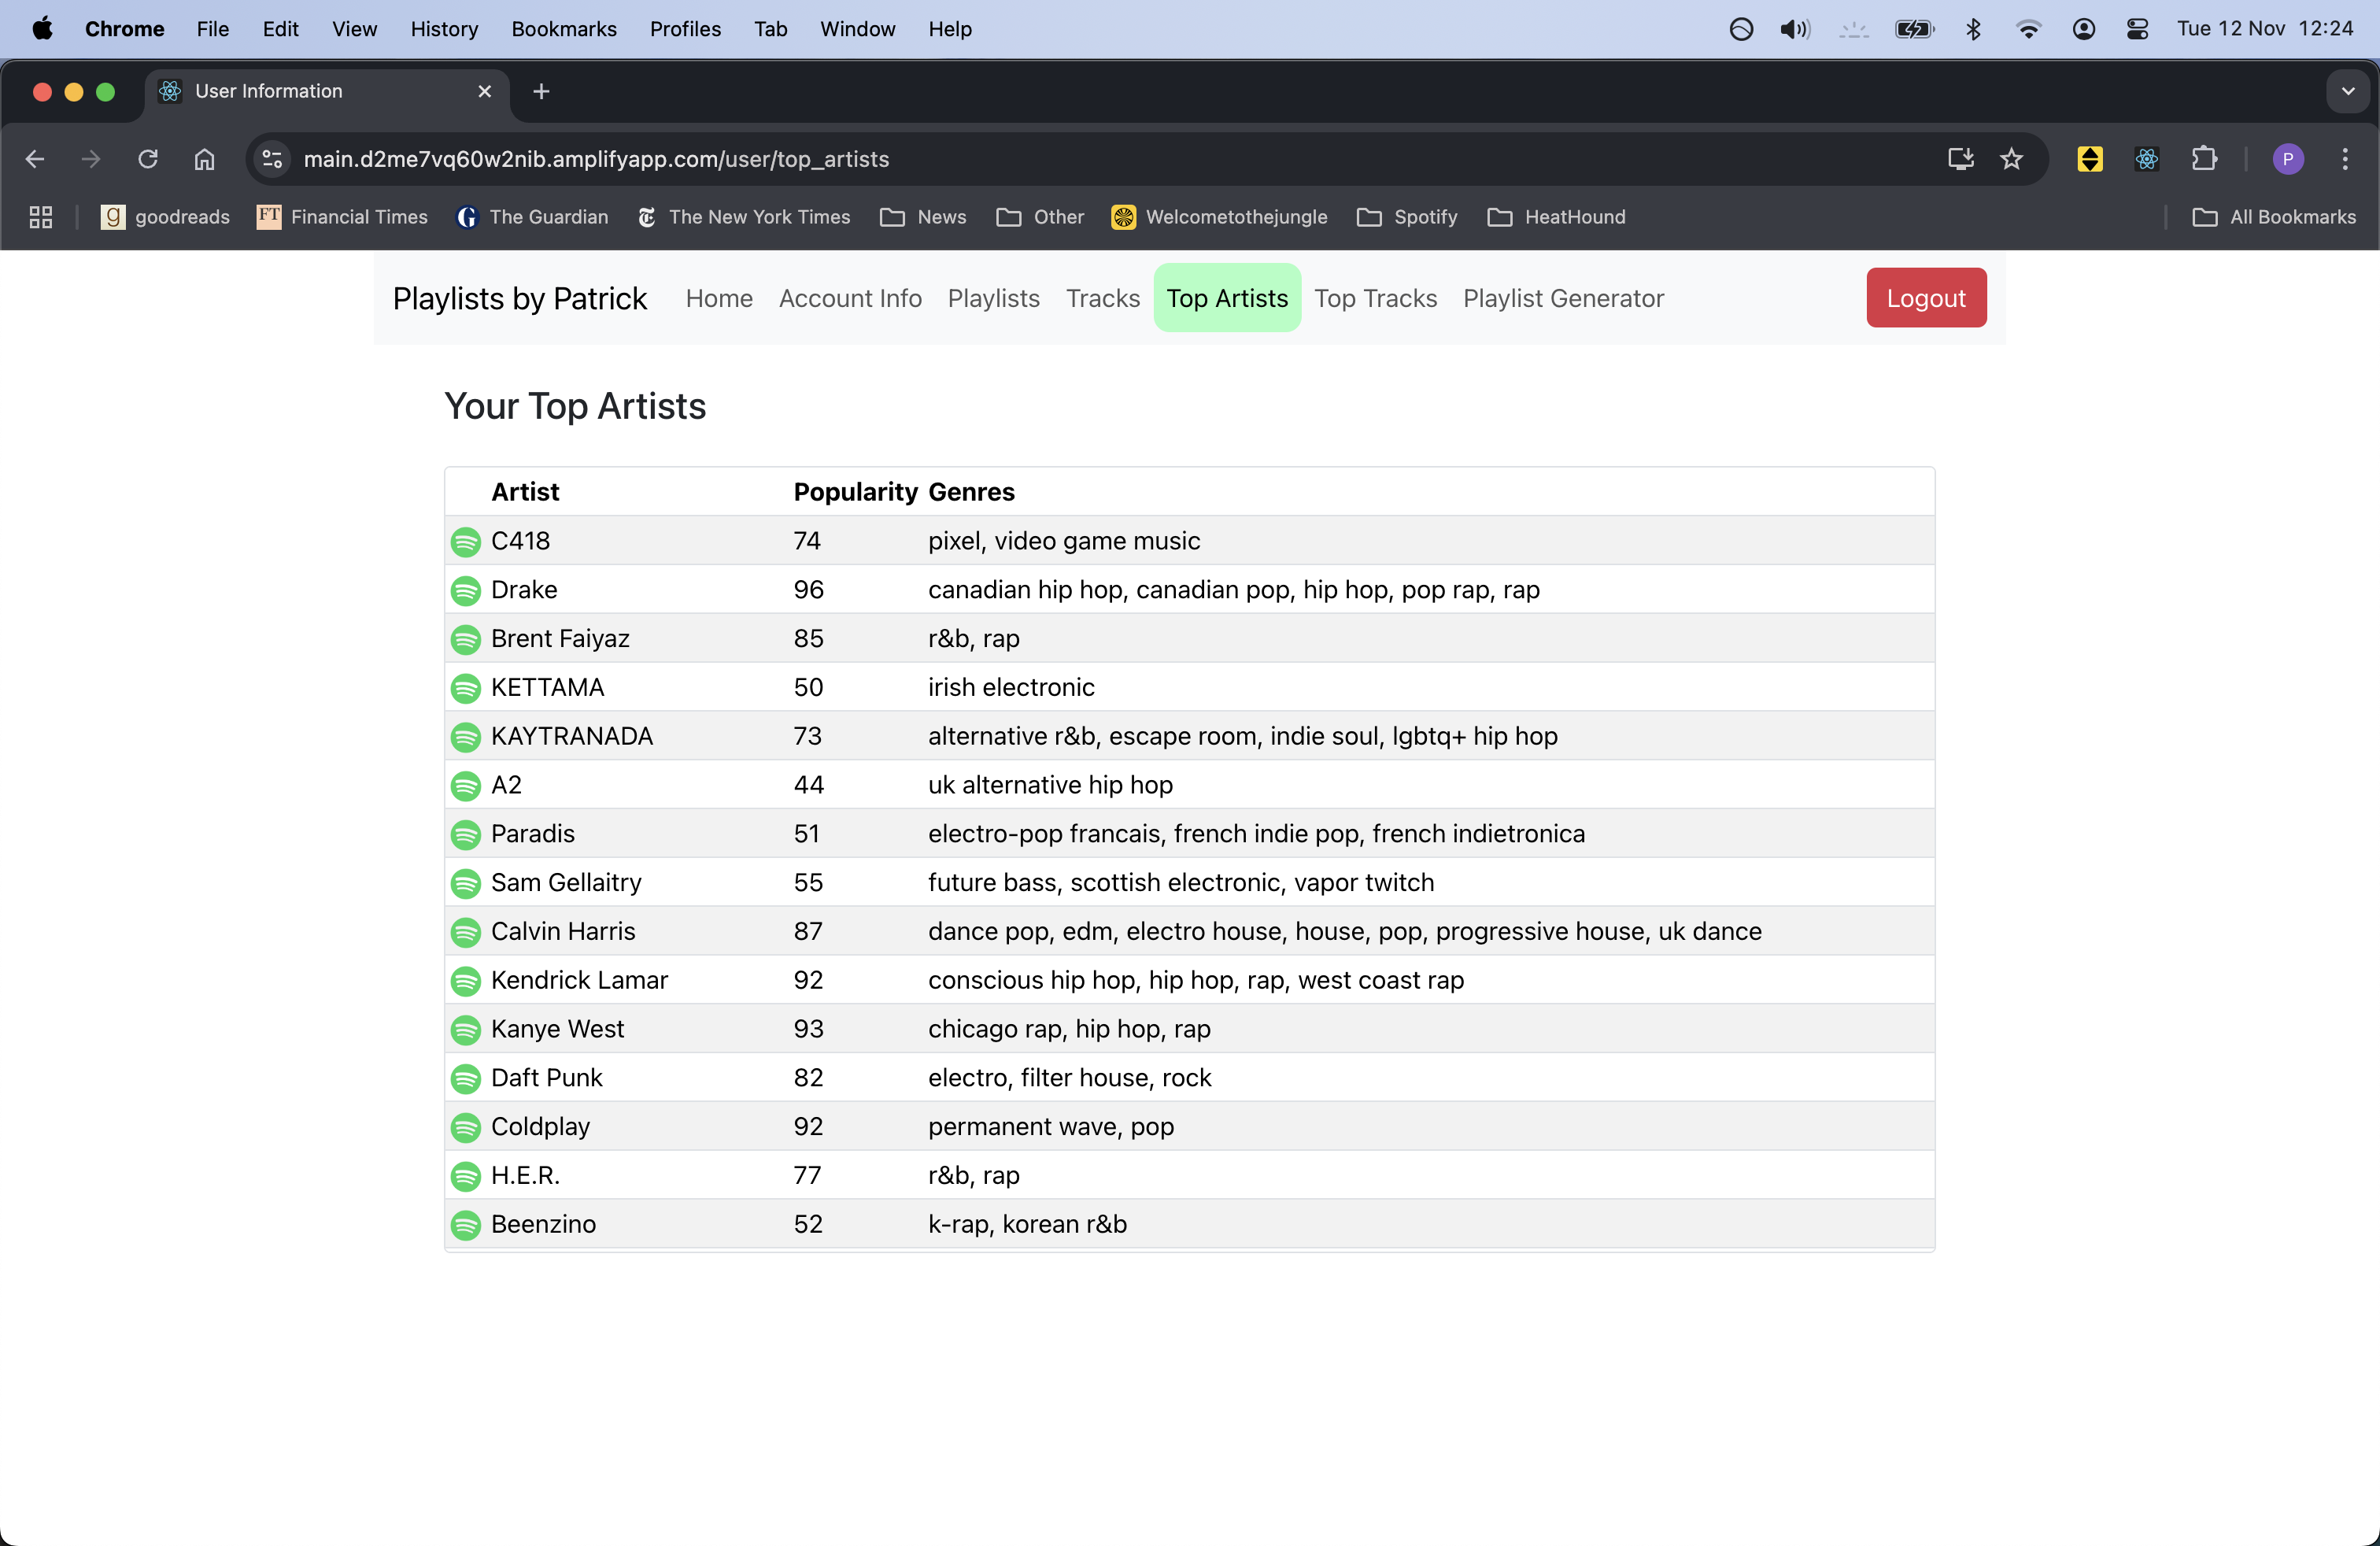 Chrome File Edit View History Bookmarks Profiles Tab Window Help Tue 12 Nov 12:24
User Information
main.d2me7vq60w2nib.amplifyapp.com/user/top_artists P
g goodreads FT Financial Times G The Guardian The New York Times News Other Welcometothejungle Spotify HeatHound All Bookmarks
Playlists by Patrick Home Account Info Playlists Tracks Top Artists Top Tracks Playlist Generator Logout
Your Top Artists
Artist Popularity Genres
C418 74 pixel, video game music
Drake 96 canadian hip hop, canadian pop, hip hop, pop rap, rap
Brent Faiyaz 85 r&b, rap
KETTAMA 50 irish electronic
KAYTRANADA 73 alternative r&b, escape room, indie soul, lgbtq+ hip hop
A2 44 uk alternative hip hop
Paradis 51 electro-pop francais, french indie pop, french indietronica
Sam Gellaitry 55 future bass, scottish electronic, vapor twitch
Calvin Harris 87 dance pop, edm, electro house, house, pop, progressive house, uk dance
Kendrick Lamar 92 conscious hip hop, hip hop, rap, west coast rap
Kanye West 93 chicago rap, hip hop, rap
Daft Punk 82 electro, filter house, rock
Coldplay 92 permanent wave, pop
H.E.R. 77 r&b, rap
Beenzino 52 k-rap, korean r&b